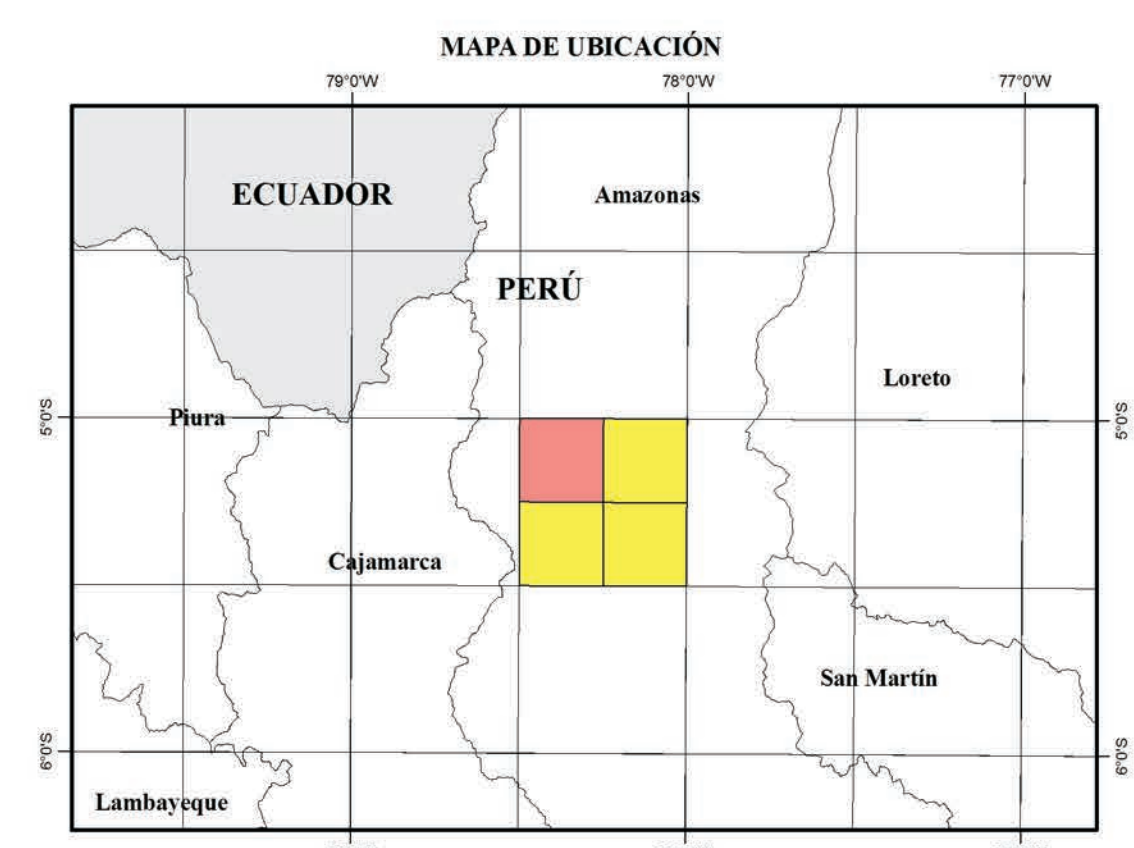 MAPA DE UBICACIÓN
79°0'W 78°0'W 77°0'W
ECUADOR
Amazonas
PERÚ
Loreto
Piura
5°0'S 5°0'S
Cajamarca
San Martín
6°0'S 6°0'S
Lambayeque